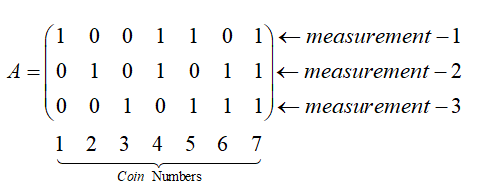 1 0 0 1 1 0 1 ← measurement – 1
A = 0 1 0 1 0 1 1 ← measurement – 2
0 0 1 0 1 1 1 ← measurement – 3
1 2 3 4 5 6 7
Coin Numbers